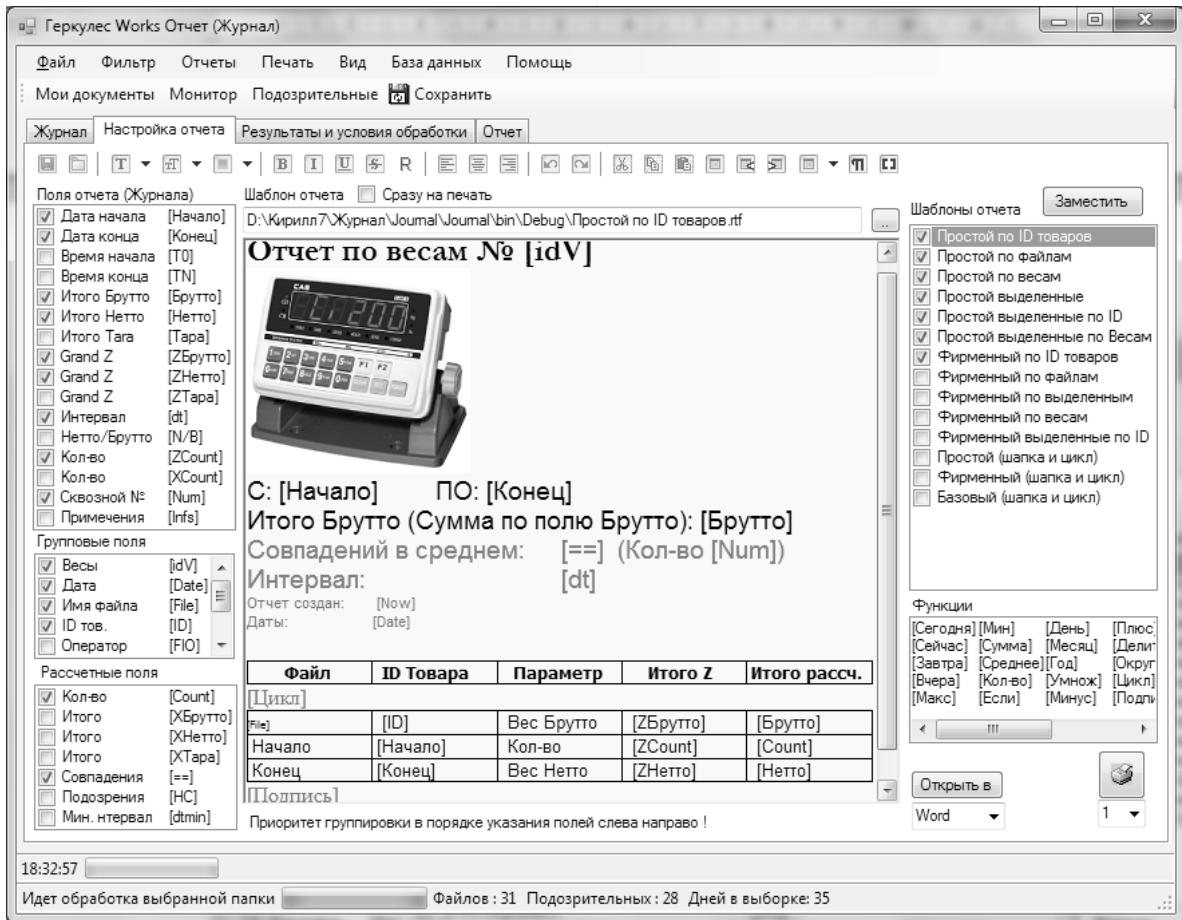 Геркулес Works Отчет (Журнал)
Файл Фильтр Отчеты Печать Вид База данных Помощь
Мои документы Монитор Подозрительные Сохранить
Журнал Настройка отчета Результаты и условия обработки Отчет
Поля отчета (Журнала)
Дата начала [Начало]
Дата конца [Конец]
Время начала [T0]
Время конца [TN]
Итого Брутто [Брутто]
Итого Нетто [Нетто]
Итого Тara [Тара]
Grand Z [ZБрутто]
Grand Z [ZНетто]
Grand Z [ZТара]
Интервал [dt]
Нетто/Брутто [N/B]
Кол-во [ZCount]
Кол-во [XCount]
Сквозной № [Num]
Примечения [Infs]
Групповые поля
Весы [idV]
Дата [Date]
Имя файла [File]
ID тов. [ID]
Оператор [FIO]
Рассчетные поля
Кол-во [Count]
Итого [XБрутто]
Итого [XНетто]
Итого [XТара]
Совпадения [==]
Подозрения [HC]
Мин. нтервал [dtmin]
Шаблон отчета Сразу на печать
D:\Кирилл7\Журнал\Journal\Journal\bin\Debug\Простой по ID товаров.rtf
..
Отчет по весам № [idV]
CAS
С: [Начало] ПО: [Конец]
Итого Брутто (Сумма по полю Брутто): [Брутто]
Совпадений в среднем: [==] (Кол-во [Num])
Интервал: [dt]
Отчет создан: [Now]
Даты: [Date]
Файл ID Товара Параметр Итого Z Итого рассч.
[Цикл]
[File] [ID] Вес Брутто [ZБрутто] [Брутто]
Начало [Начало] Кол-во [ZCount] [Count]
Конец [Конец] Вес Нетто [ZНетто] [Нетто]
[Подпись]
Приоритет группировки в порядке указания полей слева направо !
Шаблоны отчета Заместить
Простой по ID товаров
Простой по файлам
Простой по весам
Простой выделенные
Простой выделенные по ID
Простой выделенные по Весам
Фирменный по ID товаров
Фирменный по файлам
Фирменный по выделенным
Фирменный по весам
Фирменный выделенные по ID
Простой (шапка и цикл)
Фирменный (шапка и цикл)
Базовый (шапка и цикл)
Функции
[Сегодня] [Мин] [День] [Плюс]
[Сейчас] [Сумма] [Месяц] [Делит
[Завтра] [Среднее] [Год] [Округ
[Вчера] [Кол-во] [Умнож] [Цикл]
[Макс] [Если] [Минус] [Подпи
Открыть в
Word 1
18:32:57
Идет обработка выбранной папки Файлов : 31 Подозрительных : 28 Дней в выборке: 35